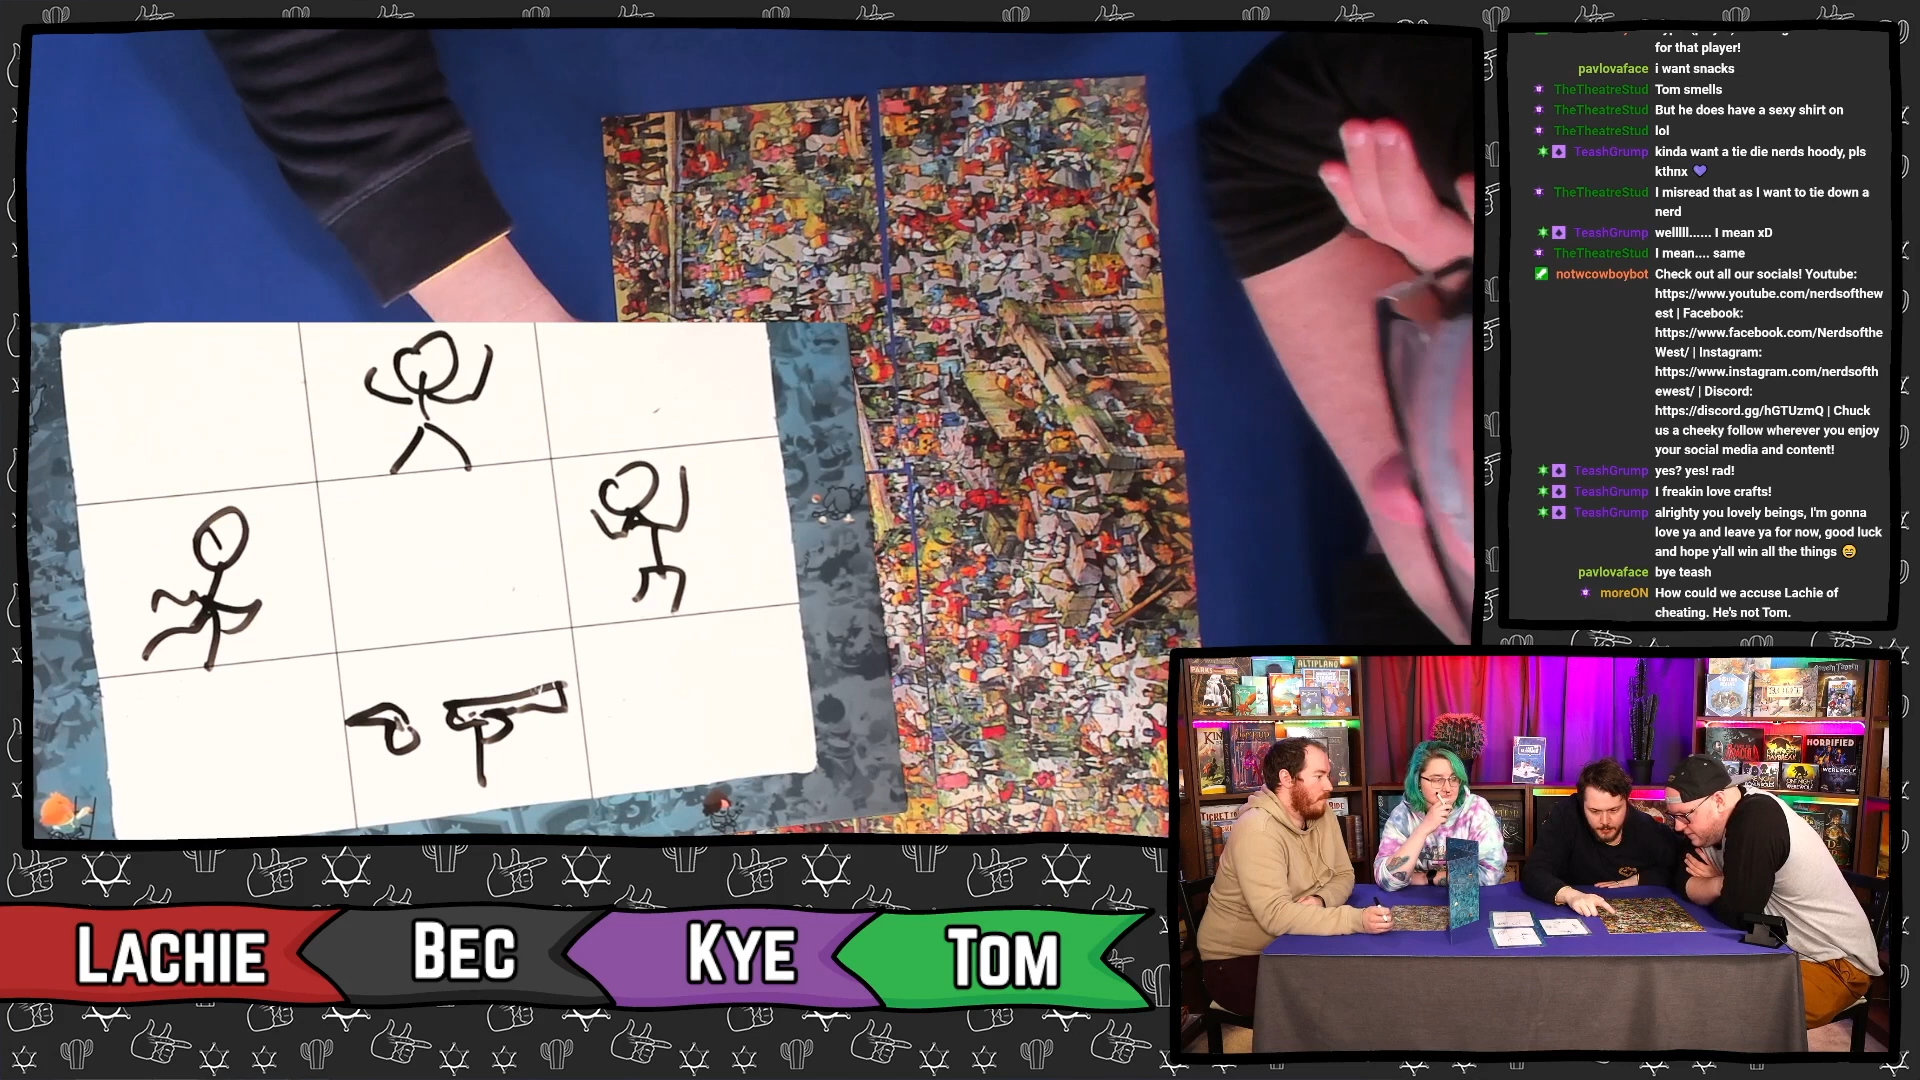 for that player!
pavlovaface i want snacks
TheTheatreStud Tom smells
TheTheatreStud But he does have a sexy shirt on
TheTheatreStud lol
TeashGrump kinda want a tie die nerds hoody, pls
kthnx 💜
TheTheatreStud I misread that as I want to tie down a
nerd
TeashGrump welllll...... I mean xD
TheTheatreStud I mean.... same
notwcowboybot Check out all our socials! Youtube:
https://www.youtube.com/nerdsofthew
est | Facebook:
https://www.facebook.com/Nerdsofthe
West/ | Instagram:
https://www.instagram.com/nerdsofth
ewest/ | Discord:
https://discord.gg/hGTUzmQ | Chuck
us a cheeky follow wherever you enjoy
your social media and content!
TeashGrump yes? yes! rad!
TeashGrump I freakin love crafts!
TeashGrump alrighty you lovely beings, I'm gonna
love ya and leave ya for now, good luck
and hope y'all win all the things 😄
pavlovaface bye teash
moreON How could we accuse Lachie of
cheating. He's not Tom.
PARKS
ALTIPLANO
HORRIFIED
WEREWOLF
LACHIE
BEC
KYE
TOM